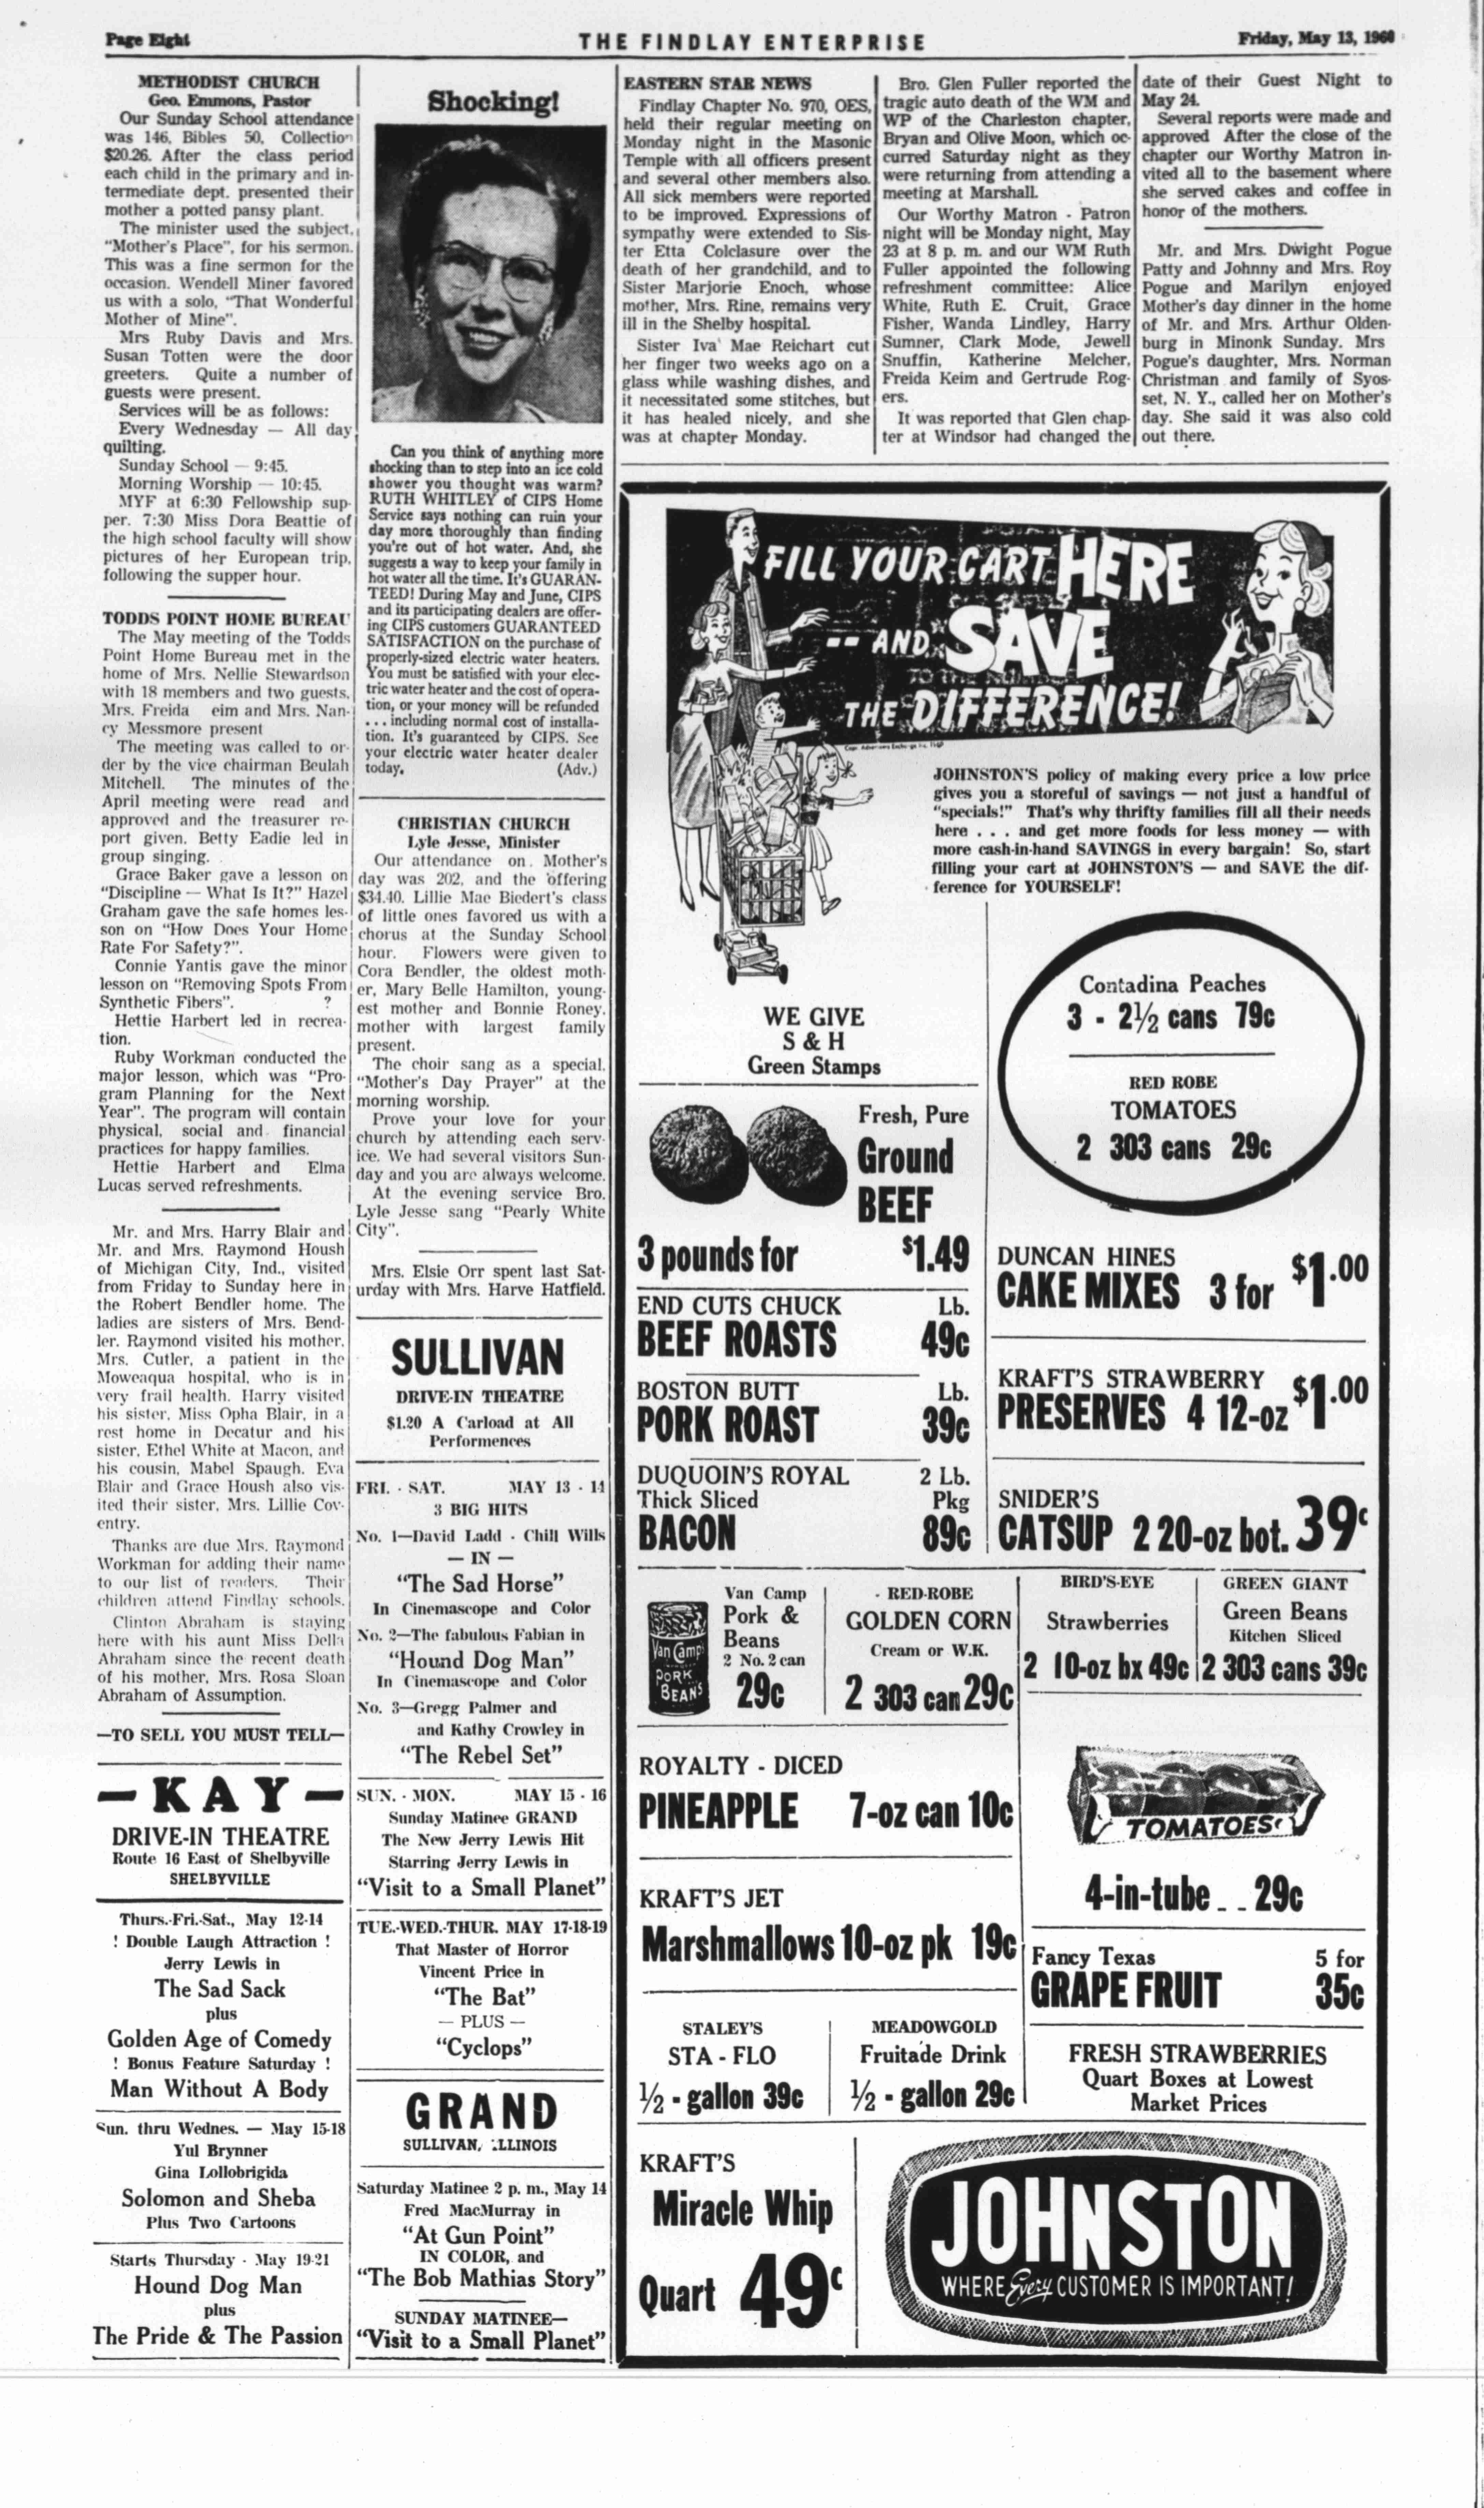 Page Eight
THE FINDLAY ENTERPRISE
Friday, May 13, 1960
METHODIST CHURCH
Geo. Emmons, Pastor
Our Sunday School attendance
was 146, Bibles 50, Collection
$20.26. After the class period
each child in the primary and in-
termediate dept. presented their
mother a potted pansy plant.
The minister used the subject,
"Mother's Place", for his sermon.
This was a fine sermon for the
occasion. Wendell Miner favored
us with a solo, "That Wonderful
Mother of Mine".
Mrs Ruby Davis and Mrs.
Susan Totten were the door
greeters. Quite a number of
guests were present.
Services will be as follows:
Every Wednesday — All day
quilting.
Sunday School — 9:45.
Morning Worship — 10:45.
MYF at 6:30 Fellowship sup-
per. 7:30 Miss Dora Beattie of
the high school faculty will show
pictures of her European trip,
following the supper hour.
TODDS POINT HOME BUREAU
The May meeting of the Todds
Point Home Bureau met in the
home of Mrs. Nellie Stewardson
with 18 members and two guests,
Mrs. Freida eim and Mrs. Nan-
cy Messmore present
The meeting was called to or-
der by the vice chairman Beulah
Mitchell. The minutes of the
April meeting were read and
approved and the treasurer re-
port given. Betty Eadie led in
group singing.
Grace Baker gave a lesson on
"Discipline — What Is It?" Hazel
Graham gave the safe homes les-
son on "How Does Your Home
Rate For Safety?".
Connie Yantis gave the minor
lesson on "Removing Spots From
Synthetic Fibers". ?
Hettie Harbert led in recrea-
tion.
Ruby Workman conducted the
major lesson, which was "Pro-
gram Planning for the Next
Year". The program will contain
physical, social and financial
practices for happy families.
Hettie Harbert and Elma
Lucas served refreshments.
Mr. and Mrs. Harry Blair and
Mr. and Mrs. Raymond Housh
of Michigan City, Ind., visited
from Friday to Sunday here in
the Robert Bendler home. The
ladies are sisters of Mrs. Bend-
ler. Raymond visited his mother,
Mrs. Cutler, a patient in the
Moweaqua hospital, who is in
very frail health. Harry visited
his sister, Miss Opha Blair, in a
rest home in Decatur and his
sister, Ethel White at Macon, and
his cousin, Mabel Spaugh. Eva
Blair and Grace Housh also vis-
ited their sister, Mrs. Lillie Cov-
entry.
Thanks are due Mrs. Raymond
Workman for adding their name
to our list of readers. Their
children attend Findlay schools.
Clinton Abraham is staying
here with his aunt Miss Della
Abraham since the recent death
of his mother, Mrs. Rosa Sloan
Abraham of Assumption.
—TO SELL YOU MUST TELL—
— KAY —
DRIVE-IN THEATRE
Route 16 East of Shelbyville
SHELBYVILLE
Thurs.-Fri.-Sat., May 12-14
! Double Laugh Attraction !
Jerry Lewis in
The Sad Sack
plus
Golden Age of Comedy
! Bonus Feature Saturday !
Man Without A Body
Sun. thru Wednes. — May 15-18
Yul Brynner
Gina Lollobrigida
Solomon and Sheba
Plus Two Cartoons
Starts Thursday - May 19-21
Hound Dog Man
plus
The Pride & The Passion
Shocking!
Can you think of anything more
shocking than to step into an ice cold
shower you thought was warm?
RUTH WHITLEY of CIPS Home
Service says nothing can ruin your
day more thoroughly than finding
you're out of hot water. And, she
suggests a way to keep your family in
hot water all the time. It's GUARAN-
TEED! During May and June, CIPS
and its participating dealers are offer-
ing CIPS customers GUARANTEED
SATISFACTION on the purchase of
properly-sized electric water heaters.
You must be satisfied with your elec-
tric water heater and the cost of opera-
tion, or your money will be refunded
... including normal cost of installa-
tion. It's guaranteed by CIPS. See
your electric water heater dealer
today. (Adv.)
CHRISTIAN CHURCH
Lyle Jesse, Minister
Our attendance on Mother's
day was 202, and the offering
$34.40. Lillie Mae Biedert's class
of little ones favored us with a
chorus at the Sunday School
hour. Flowers were given to
Cora Bendler, the oldest moth-
er, Mary Belle Hamilton, young-
est mother and Bonnie Roney,
mother with largest family
present.
The choir sang as a special,
"Mother's Day Prayer" at the
morning worship.
Prove your love for your
church by attending each serv-
ice. We had several visitors Sun-
day and you are always welcome.
At the evening service Bro.
Lyle Jesse sang "Pearly White
City".
Mrs. Elsie Orr spent last Sat-
urday with Mrs. Harve Hatfield.
SULLIVAN
DRIVE-IN THEATRE
$1.20 A Carload at All
Performences
FRI. - SAT. MAY 13 - 14
3 BIG HITS
No. 1—David Ladd - Chill Wills
— IN —
"The Sad Horse"
In Cinemascope and Color
No. 2—The fabulous Fabian in
"Hound Dog Man"
In Cinemascope and Color
No. 3—Gregg Palmer and
and Kathy Crowley in
"The Rebel Set"
SUN. - MON. MAY 15 - 16
Sunday Matinee GRAND
The New Jerry Lewis Hit
Starring Jerry Lewis in
"Visit to a Small Planet"
TUE.-WED.-THUR. MAY 17-18-19
That Master of Horror
Vincent Price in
"The Bat"
— PLUS —
"Cyclops"
GRAND
SULLIVAN, ILLINOIS
Saturday Matinee 2 p. m., May 14
Fred MacMurray in
"At Gun Point"
IN COLOR, and
"The Bob Mathias Story"
SUNDAY MATINEE—
"Visit to a Small Planet"
EASTERN STAR NEWS
Findlay Chapter No. 970, OES,
held their regular meeting on
Monday night in the Masonic
Temple with all officers present
and several other members also.
All sick members were reported
to be improved. Expressions of
sympathy were extended to Sis-
ter Etta Colclasure over the
death of her grandchild, and to
Sister Marjorie Enoch, whose
mother, Mrs. Rine, remains very
ill in the Shelby hospital.
Sister Iva Mae Reichart cut
her finger two weeks ago on a
glass while washing dishes, and
it necessitated some stitches, but
it has healed nicely, and she
was at chapter Monday.
Bro. Glen Fuller reported the
tragic auto death of the WM and
WP of the Charleston chapter,
Bryan and Olive Moon, which oc-
curred Saturday night as they
were returning from attending a
meeting at Marshall.
Our Worthy Matron - Patron
night will be Monday night, May
23 at 8 p. m. and our WM Ruth
Fuller appointed the following
refreshment committee: Alice
White, Ruth E. Cruit, Grace
Fisher, Wanda Lindley, Harry
Sumner, Clark Mode, Jewell
Snuffin, Katherine Melcher,
Freida Keim and Gertrude Rog-
ers.
It was reported that Glen chap-
ter at Windsor had changed the
date of their Guest Night to
May 24.
Several reports were made and
approved After the close of the
chapter our Worthy Matron in-
vited all to the basement where
she served cakes and coffee in
honor of the mothers.
Mr. and Mrs. Dwight Pogue
Patty and Johnny and Mrs. Roy
Pogue and Marilyn enjoyed
Mother's day dinner in the home
of Mr. and Mrs. Arthur Olden-
burg in Minonk Sunday. Mrs
Pogue's daughter, Mrs. Norman
Christman and family of Syos-
set, N. Y., called her on Mother's
day. She said it was also cold
out there.
FILL YOUR CART HERE
-- AND SAVE
THE DIFFERENCE!
JOHNSTON'S policy of making every price a low price
gives you a storeful of savings — not just a handful of
"specials!" That's why thrifty families fill all their needs
here . . . and get more foods for less money — with
more cash-in-hand SAVINGS in every bargain! So, start
filling your cart at JOHNSTON'S — and SAVE the dif-
ference for YOURSELF!
WE GIVE
S & H
Green Stamps
Contadina Peaches
3 - 2½ cans 79c
RED ROBE
TOMATOES
2 303 cans 29c
Fresh, Pure
Ground
BEEF
3 pounds for $1.49
END CUTS CHUCK Lb.
BEEF ROASTS 49c
BOSTON BUTT Lb.
PORK ROAST 39c
DUQUOIN'S ROYAL 2 Lb.
Thick Sliced Pkg
BACON 89c
DUNCAN HINES
CAKE MIXES 3 for $1.00
KRAFT'S STRAWBERRY
PRESERVES 4 12-oz $1.00
SNIDER'S
CATSUP 2 20-oz bot. 39c
Van Camp's
PORK
BEANS
Van Camp
Pork &
Beans
2 No. 2 can
29c
RED-ROBE
GOLDEN CORN
Cream or W.K.
2 303 can 29c
BIRD'S-EYE
Strawberries
2 10-oz bx 49c
GREEN GIANT
Green Beans
Kitchen Sliced
2 303 cans 39c
ROYALTY - DICED
PINEAPPLE 7-oz can 10c
TOMATOES
4-in-tube -- 29c
KRAFT'S JET
Marshmallows 10-oz pk 19c
Fancy Texas 5 for
GRAPE FRUIT 35c
STALEY'S
STA - FLO
½ - gallon 39c
MEADOWGOLD
Fruitade Drink
½ - gallon 29c
FRESH STRAWBERRIES
Quart Boxes at Lowest
Market Prices
KRAFT'S
Miracle Whip
Quart 49c
JOHNSTON
WHERE Every CUSTOMER IS IMPORTANT!